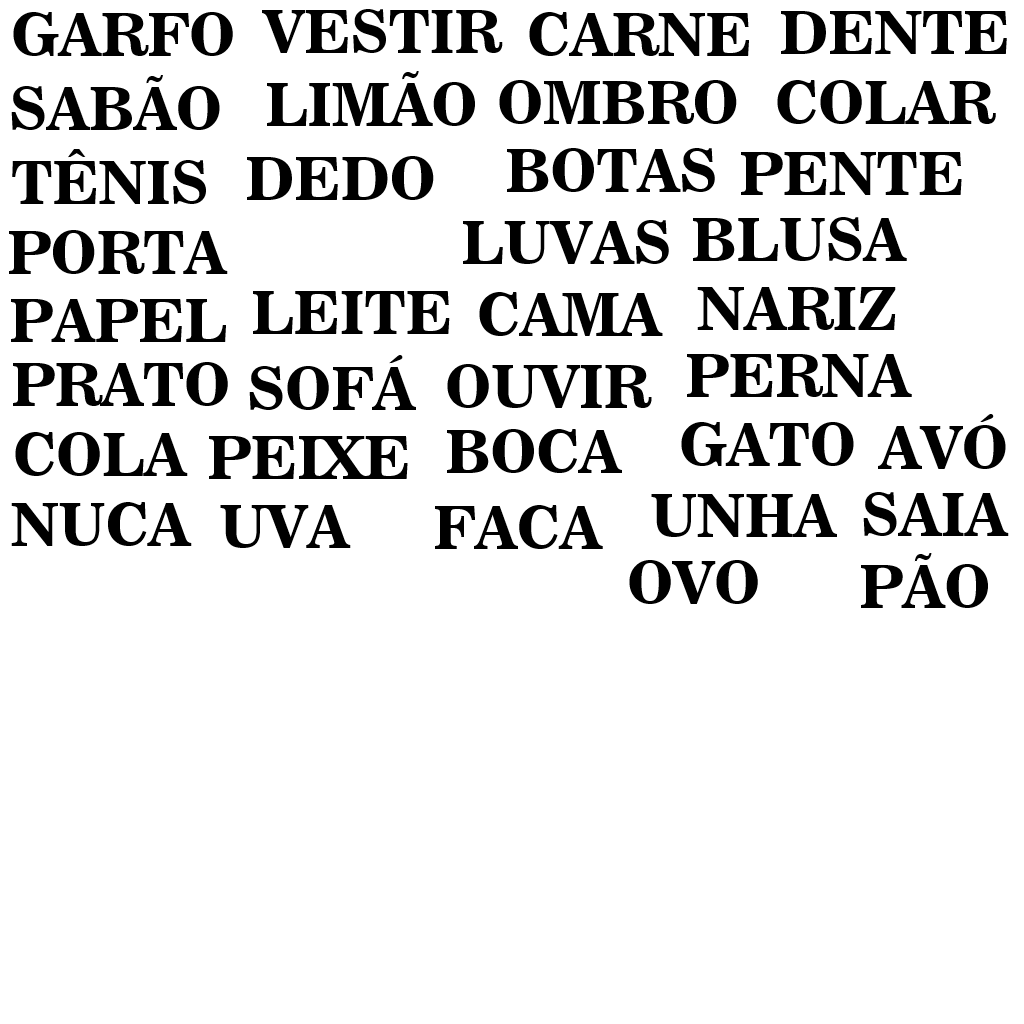 GARFO VESTIR CARNE DENTE
SABÃO LIMÃO OMBRO COLAR
TÊNIS DEDO BOTAS PENTE
PORTA LUVAS BLUSA
PAPEL LEITE CAMA NARIZ
PRATO SOFÁ OUVIR PERNA
COLA PEIXE BOCA GATO AVÓ
NUCA UVA FACA UNHA SAIA
OVO PÃO